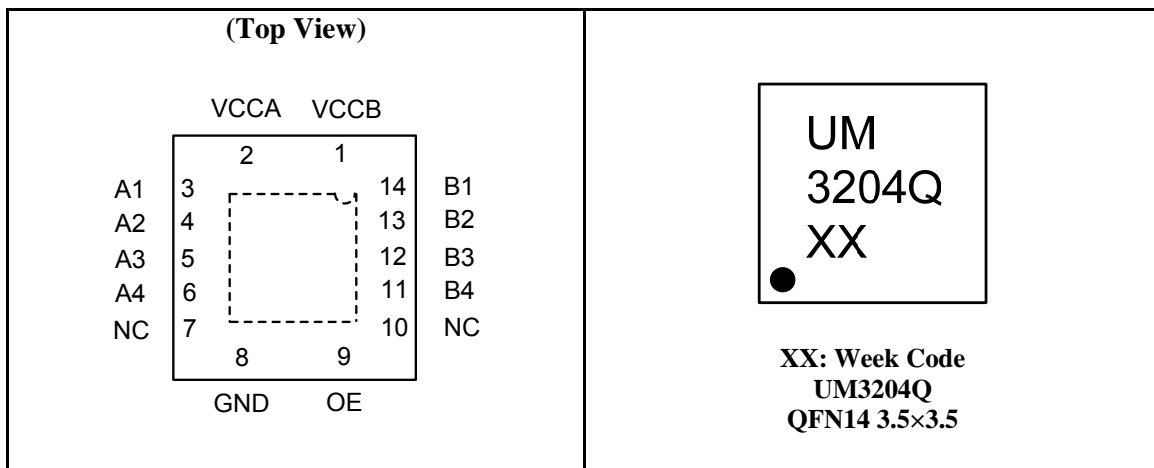 (Top View)
VCCA VCCB
2 1
A1 3 14 B1
A2 4 13 B2
A3 5 12 B3
A4 6 11 B4
NC 7 10 NC
8 9
GND OE
UM
3204Q
XX
XX: Week Code
UM3204Q
QFN14 3.5×3.5